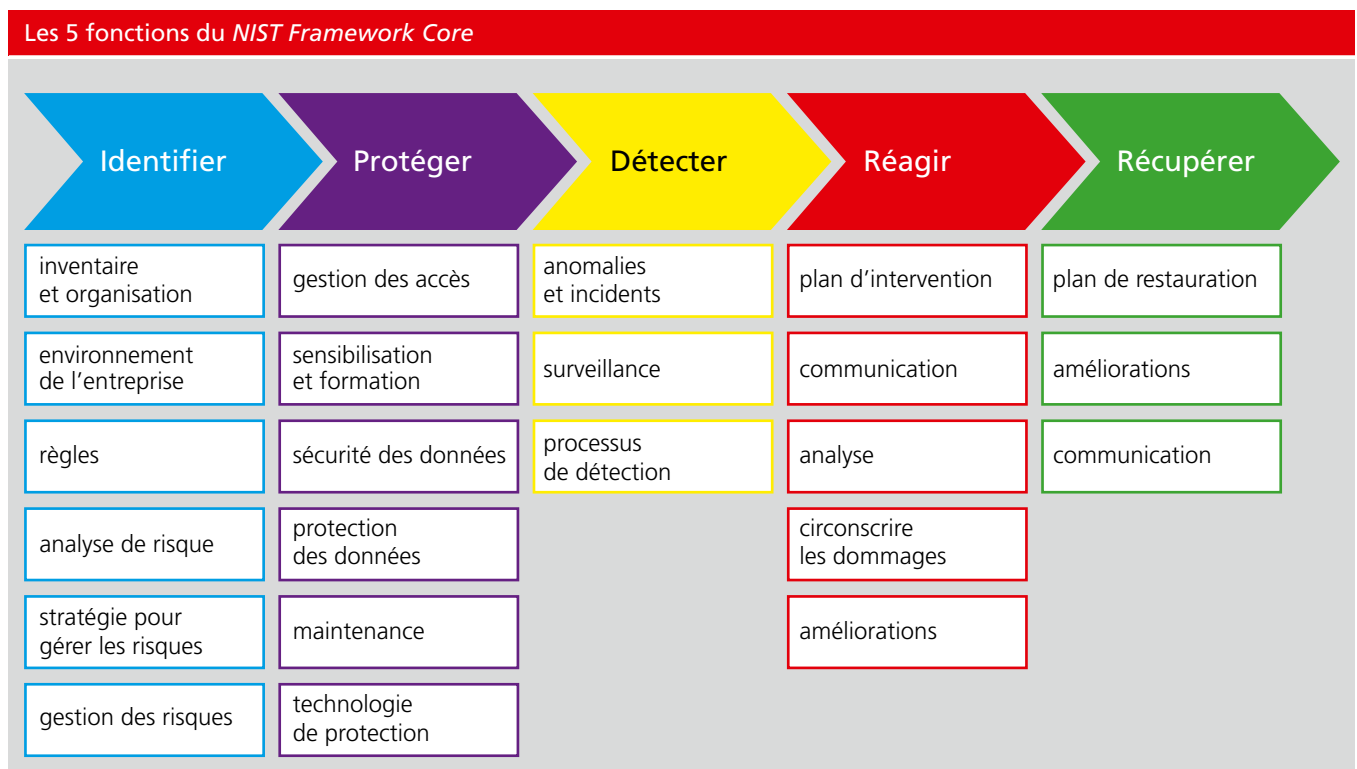 Les 5 fonctions du NIST Framework Core
Identifier
Protéger
Détecter
Réagir
Récupérer
inventaire
et organisation
gestion des accès
anomalies
et incidents
plan d’intervention
plan de restauration
environnement
de l’entreprise
sensibilisation
et formation
surveillance
communication
améliorations
règles
sécurité des données
processus
de détection
analyse
communication
analyse de risque
protection
des données
circonscrire
les dommages
stratégie pour
gérer les risques
maintenance
améliorations
gestion des risques
technologie
de protection